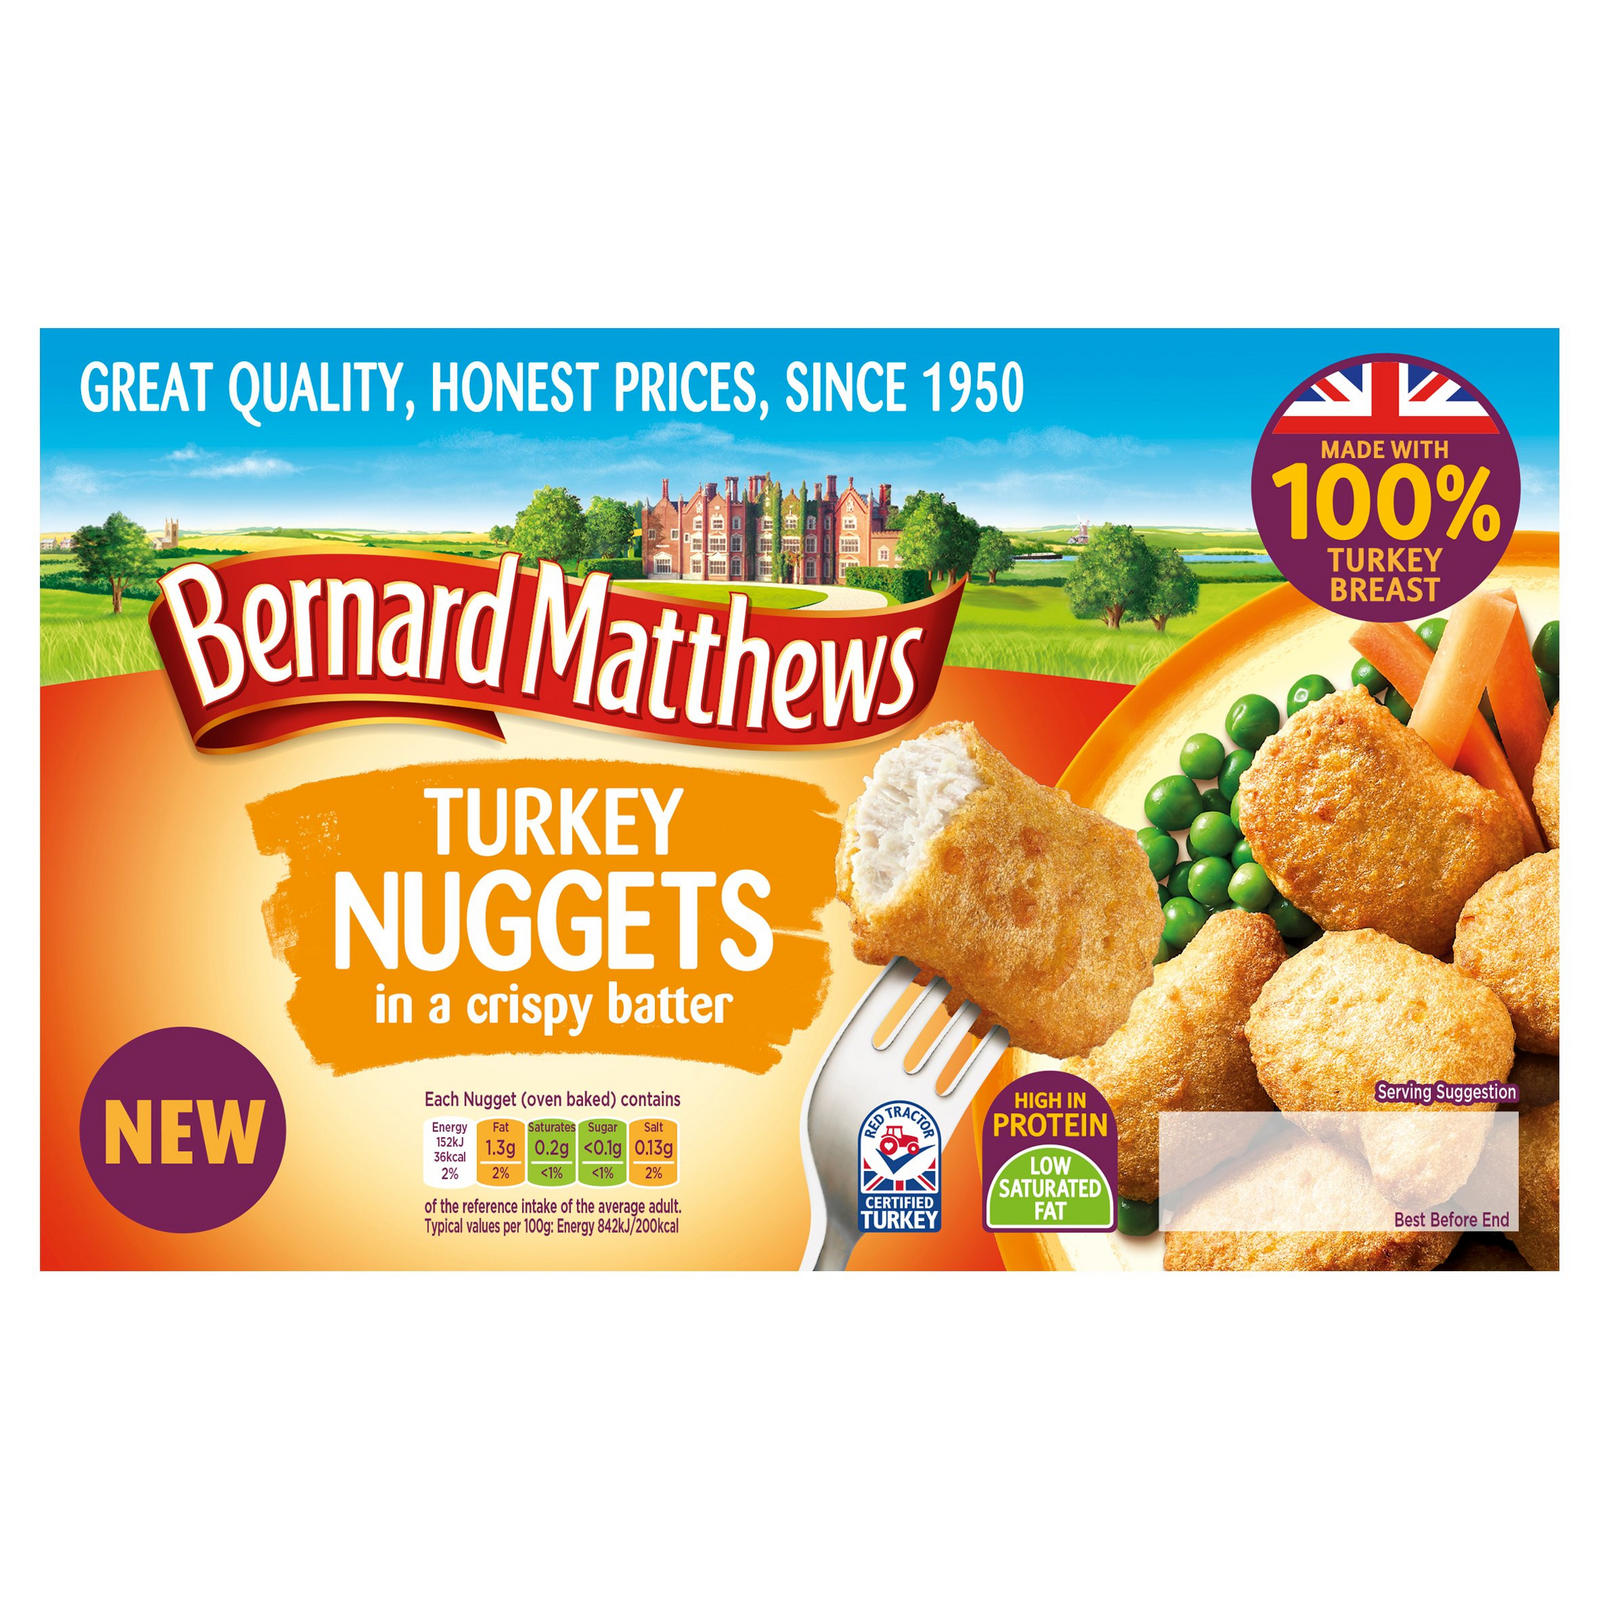 GREAT QUALITY, HONEST PRICES, SINCE 1950
MADE WITH
100%
TURKEY
BREAST
Bernard Matthews
TURKEY
NUGGETS
in a crispy batter
NEW
Each Nugget (oven baked) contains
Energy
152kJ
36kcal
2%
Fat
1.3g
2%
Saturates
0.2g
<1%
Sugar
<0.1g
<1%
Salt
0.13g
2%
of the reference intake of the average adult.
Typical values per 100g: Energy 842kJ/200kcal
RED TRACTOR
CERTIFIED
TURKEY
HIGH IN
PROTEIN
LOW
SATURATED
FAT
Serving Suggestion
Best Before End